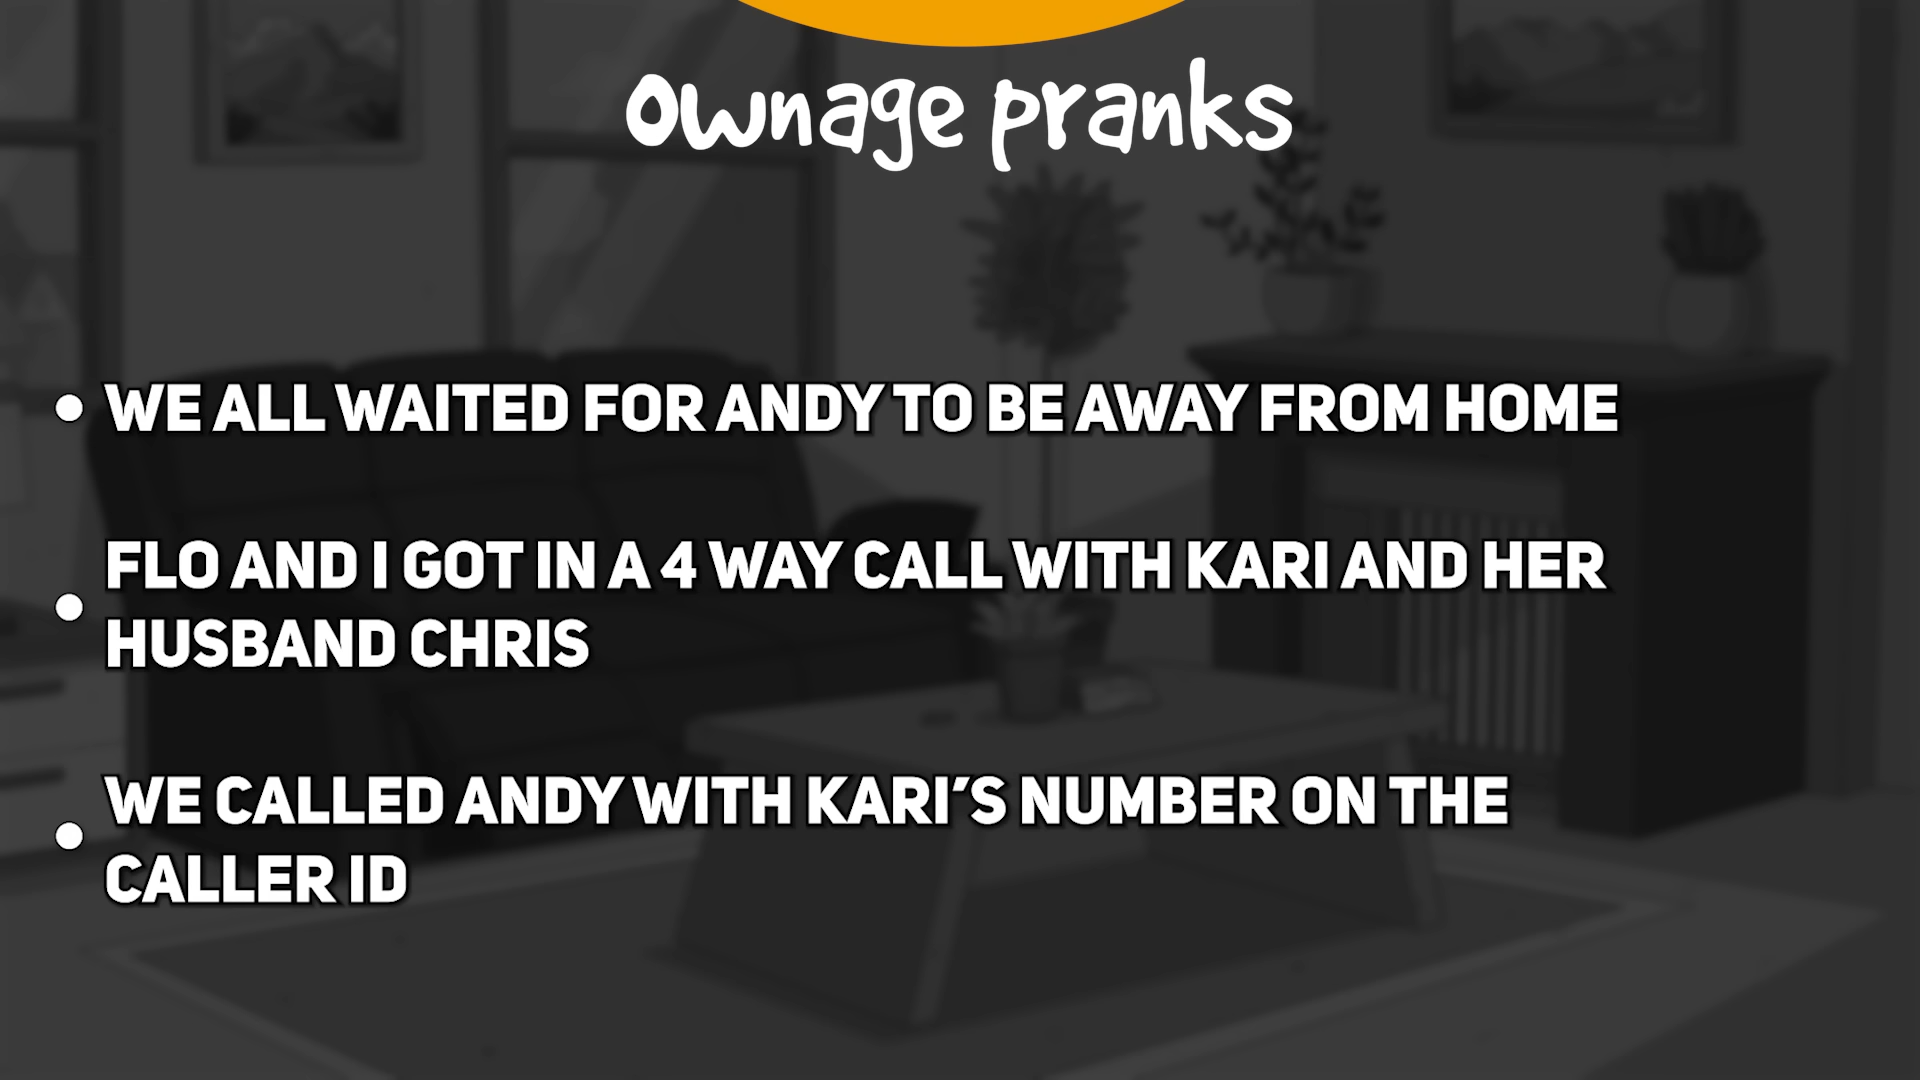 ownage pranks
• WE ALL WAITED FOR ANDY TO BE AWAY FROM HOME
• FLO AND I GOT IN A 4 WAY CALL WITH KARI AND HER
HUSBAND CHRIS
• WE CALLED ANDY WITH KARI'S NUMBER ON THE
CALLER ID